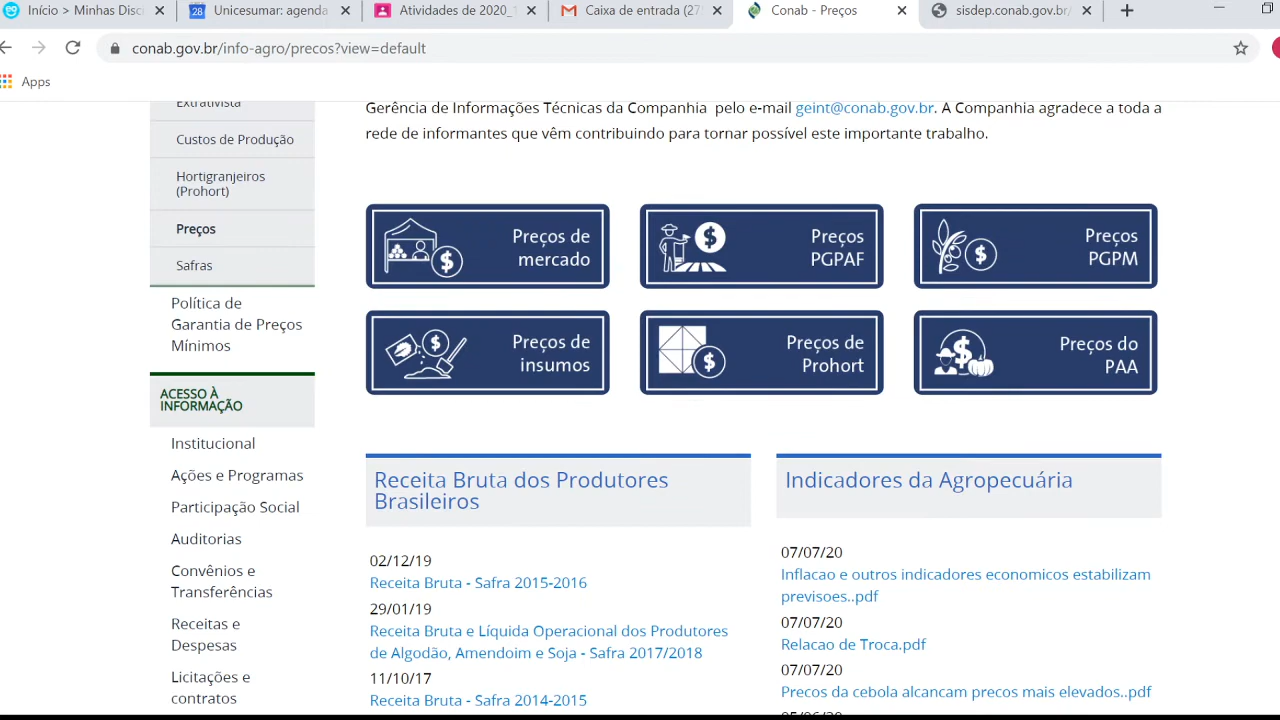 Início > Minhas Disci
28
Unicesumar: agenda
Atividades de 2020_1
Caixa de entrada (27
Conab - Preços
sisdep.conab.gov.br/
conab.gov.br/info-agro/precos?view=default
Apps
Extrativista
Custos de Produção
Hortigranjeiros
(Prohort)
Preços
Safras
Política de
Garantia de Preços
Mínimos
ACESSO À
INFORMAÇÃO
Institucional
Ações e Programas
Participação Social
Auditorias
Convênios e
Transferências
Receitas e
Despesas
Licitações e
contratos
Gerência de Informações Técnicas da Companhia pelo e-mail geint@conab.gov.br. A Companhia agradece a toda a
rede de informantes que vêm contribuindo para tornar possível este importante trabalho.
Preços de
mercado
Preços
PGPAF
Preços
PGPM
Preços de
insumos
Preços de
Prohort
Preços do
PAA
Receita Bruta dos Produtores
Brasileiros
02/12/19
Receita Bruta - Safra 2015-2016
29/01/19
Receita Bruta e Líquida Operacional dos Produtores
de Algodão, Amendoim e Soja - Safra 2017/2018
11/10/17
Receita Bruta - Safra 2014-2015
Indicadores da Agropecuária
07/07/20
Inflacao e outros indicadores economicos estabilizam
previsoes..pdf
07/07/20
Relacao de Troca.pdf
07/07/20
Precos da cebola alcancam precos mais elevados..pdf